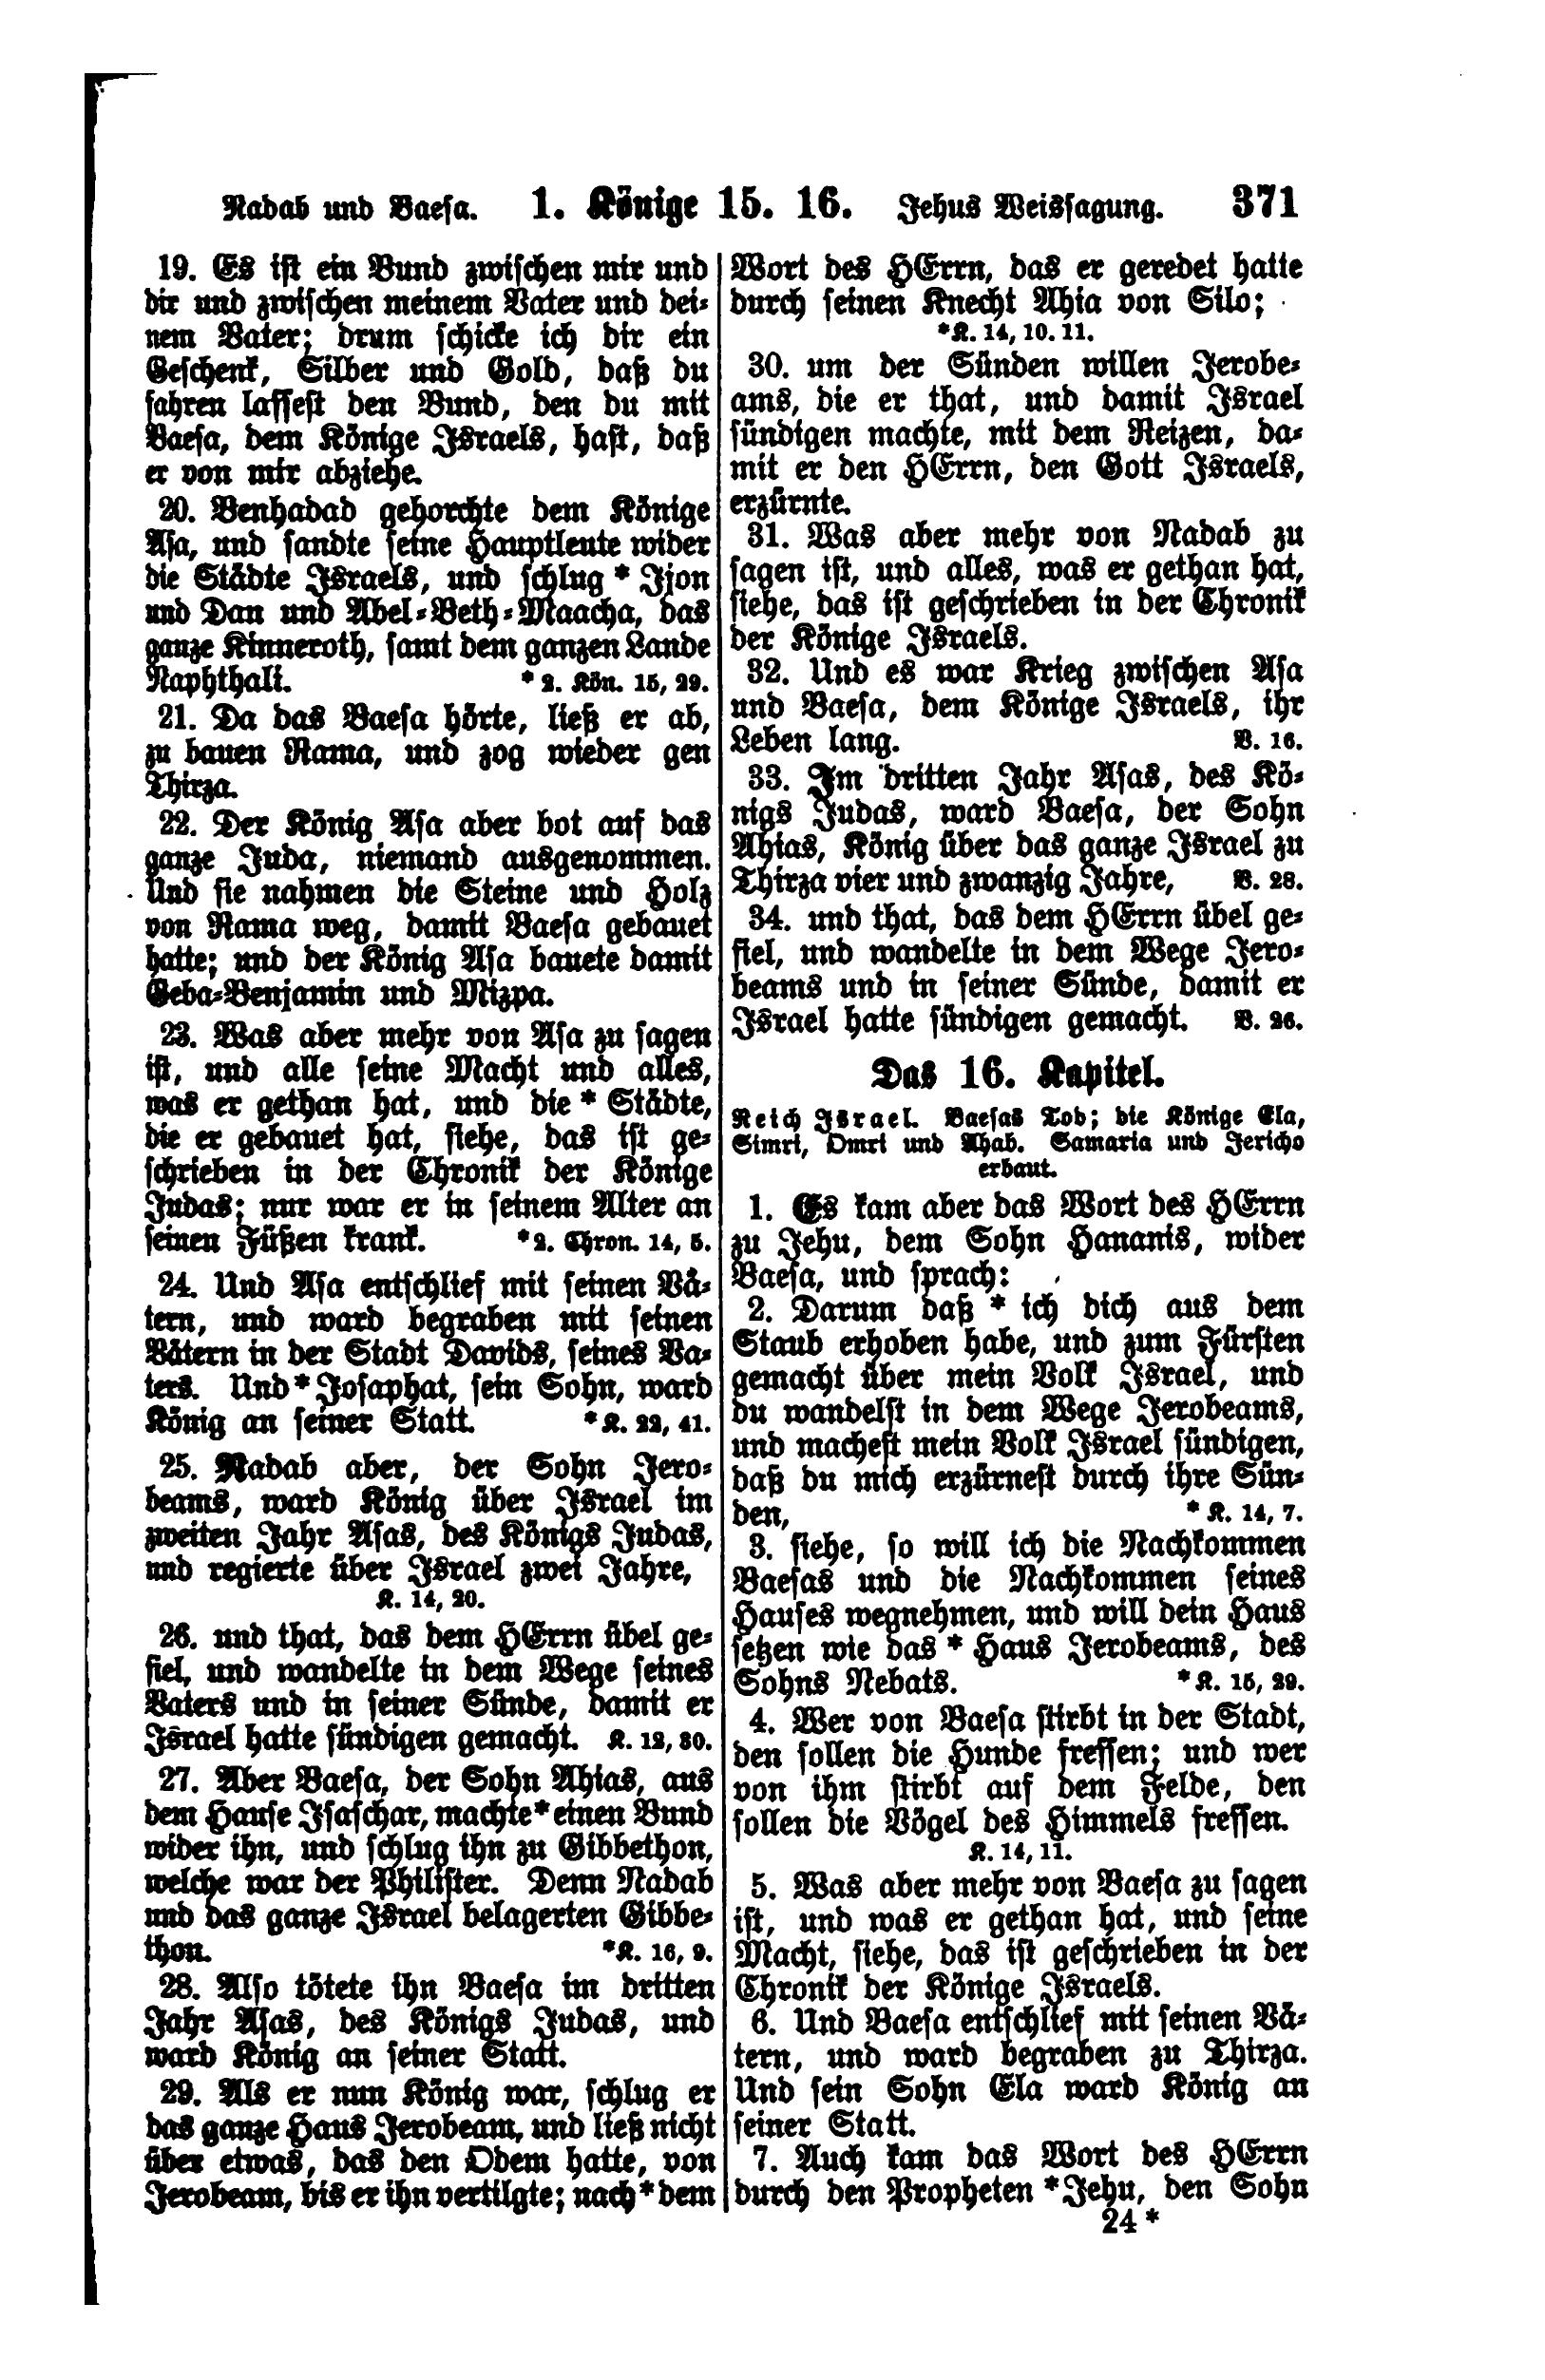 Nadab und Baesa. 1. Könige 15. 16. Jehus Weissagung. 371
19. Es ist ein Bund zwischen mir und
dir und zwischen meinem Vater und dei-
nem Vater; drum schicke ich dir ein
Geschenk, Silber und Gold, daß du
fahren lassest den Bund, den du mit
Baesa, dem Könige Israels, hast, daß
er von mir abziehe.
20. Benhadad gehorchte dem Könige
Asa, und sandte seine Hauptleute wider
die Städte Israels, und schlug * Ijon
und Dan und Abel-Beth-Maacha, das
ganze Kinneroth, samt dem ganzen Lande
Naphthali. * 2. Kön. 15, 29.
21. Da das Baesa hörte, ließ er ab,
zu bauen Rama, und zog wieder gen
Thirza.
22. Der König Asa aber bot auf das
ganze Juda, niemand ausgenommen.
Und sie nahmen die Steine und Holz
von Rama weg, damit Baesa gebauet
hatte; und der König Asa bauete damit
Geba-Benjamin und Mizpa.
23. Was aber mehr von Asa zu sagen
ist, und alle seine Macht und alles,
was er gethan hat, und die * Städte,
die er gebauet hat, siehe, das ist ge-
schrieben in der Chronik der Könige
Judas; nur war er in seinem Alter an
seinen Füßen krank. *2. Chron. 14, 5.
24. Und Asa entschlief mit seinen Vä-
tern, und ward begraben mit seinen
Vätern in der Stadt Davids, seines Va-
ters. Und * Josaphat, sein Sohn, ward
König an seiner Statt. *K. 22, 41.
25. Nadab aber, der Sohn Jero-
beams, ward König über Israel im
zweiten Jahr Asas, des Königs Judas,
und regierte über Israel zwei Jahre,
K. 14, 20.
26. und that, das dem HErrn übel ge-
fiel, und wandelte in dem Wege seines
Vaters und in seiner Sünde, damit er
Israel hatte sündigen gemacht. K. 12, 30.
27. Aber Baesa, der Sohn Ahias, aus
dem Hause Isaschar, machte * einen Bund
wider ihn, und schlug ihn zu Gibbethon,
welche war der Philister. Denn Nadab
und das ganze Israel belagerten Gibbe-
thon. *K. 16, 9.
28. Also tötete ihn Baesa im dritten
Jahr Asas, des Königs Judas, und
ward König an seiner Statt.
29. Als er nun König war, schlug er
das ganze Haus Jerobeam, und ließ nicht
über etwas, das den Odem hatte, von
Jerobeam, bis er ihn vertilgte; nach * dem
Wort des HErrn, das er geredet hatte
durch seinen Knecht Ahia von Silo;
*K. 14, 10. 11.
30. um der Sünden willen Jerobe-
ams, die er that, und damit Israel
sündigen machte, mit dem Reizen, da-
mit er den HErrn, den Gott Israels,
erzürnte.
31. Was aber mehr von Nadab zu
sagen ist, und alles, was er gethan hat,
siehe, das ist geschrieben in der Chronik
der Könige Israels.
32. Und es war Krieg zwischen Asa
und Baesa, dem Könige Israels, ihr
Leben lang. V. 16.
33. Im dritten Jahr Asas, des Kö-
nigs Judas, ward Baesa, der Sohn
Ahias, König über das ganze Israel zu
Thirza vier und zwanzig Jahre, V. 28.
34. und that, das dem HErrn übel ge-
fiel, und wandelte in dem Wege Jero-
beams und in seiner Sünde, damit er
Israel hatte sündigen gemacht. V. 26.
Das 16. Kapitel.
Reich Israel. Baesas Tod; die Könige Ela,
Simri, Omri und Ahab. Samaria und Jericho
erbaut.
1. Es kam aber das Wort des HErrn
zu Jehu, dem Sohn Hananis, wider
Baesa, und sprach:
2. Darum daß * ich dich aus dem
Staub erhoben habe, und zum Fürsten
gemacht über mein Volk Israel, und
du wandelst in dem Wege Jerobeams,
und machest mein Volk Israel sündigen,
daß du mich erzürnest durch ihre Sün-
den, * K. 14, 7.
3. siehe, so will ich die Nachkommen
Baesas und die Nachkommen seines
Hauses wegnehmen, und will dein Haus
setzen wie das * Haus Jerobeams, des
Sohns Nebats. *K. 15, 29.
4. Wer von Baesa stirbt in der Stadt,
den sollen die Hunde fressen; und wer
von ihm stirbt auf dem Felde, den
sollen die Vögel des Himmels fressen.
K. 14, 11.
5. Was aber mehr von Baesa zu sagen
ist, und was er gethan hat, und seine
Macht, siehe, das ist geschrieben in der
Chronik der Könige Israels.
6. Und Baesa entschlief mit seinen Vä-
tern, und ward begraben zu Thirza.
Und sein Sohn Ela ward König an
seiner Statt.
7. Auch kam das Wort des HErrn
durch den Propheten * Jehu, den Sohn
24 *